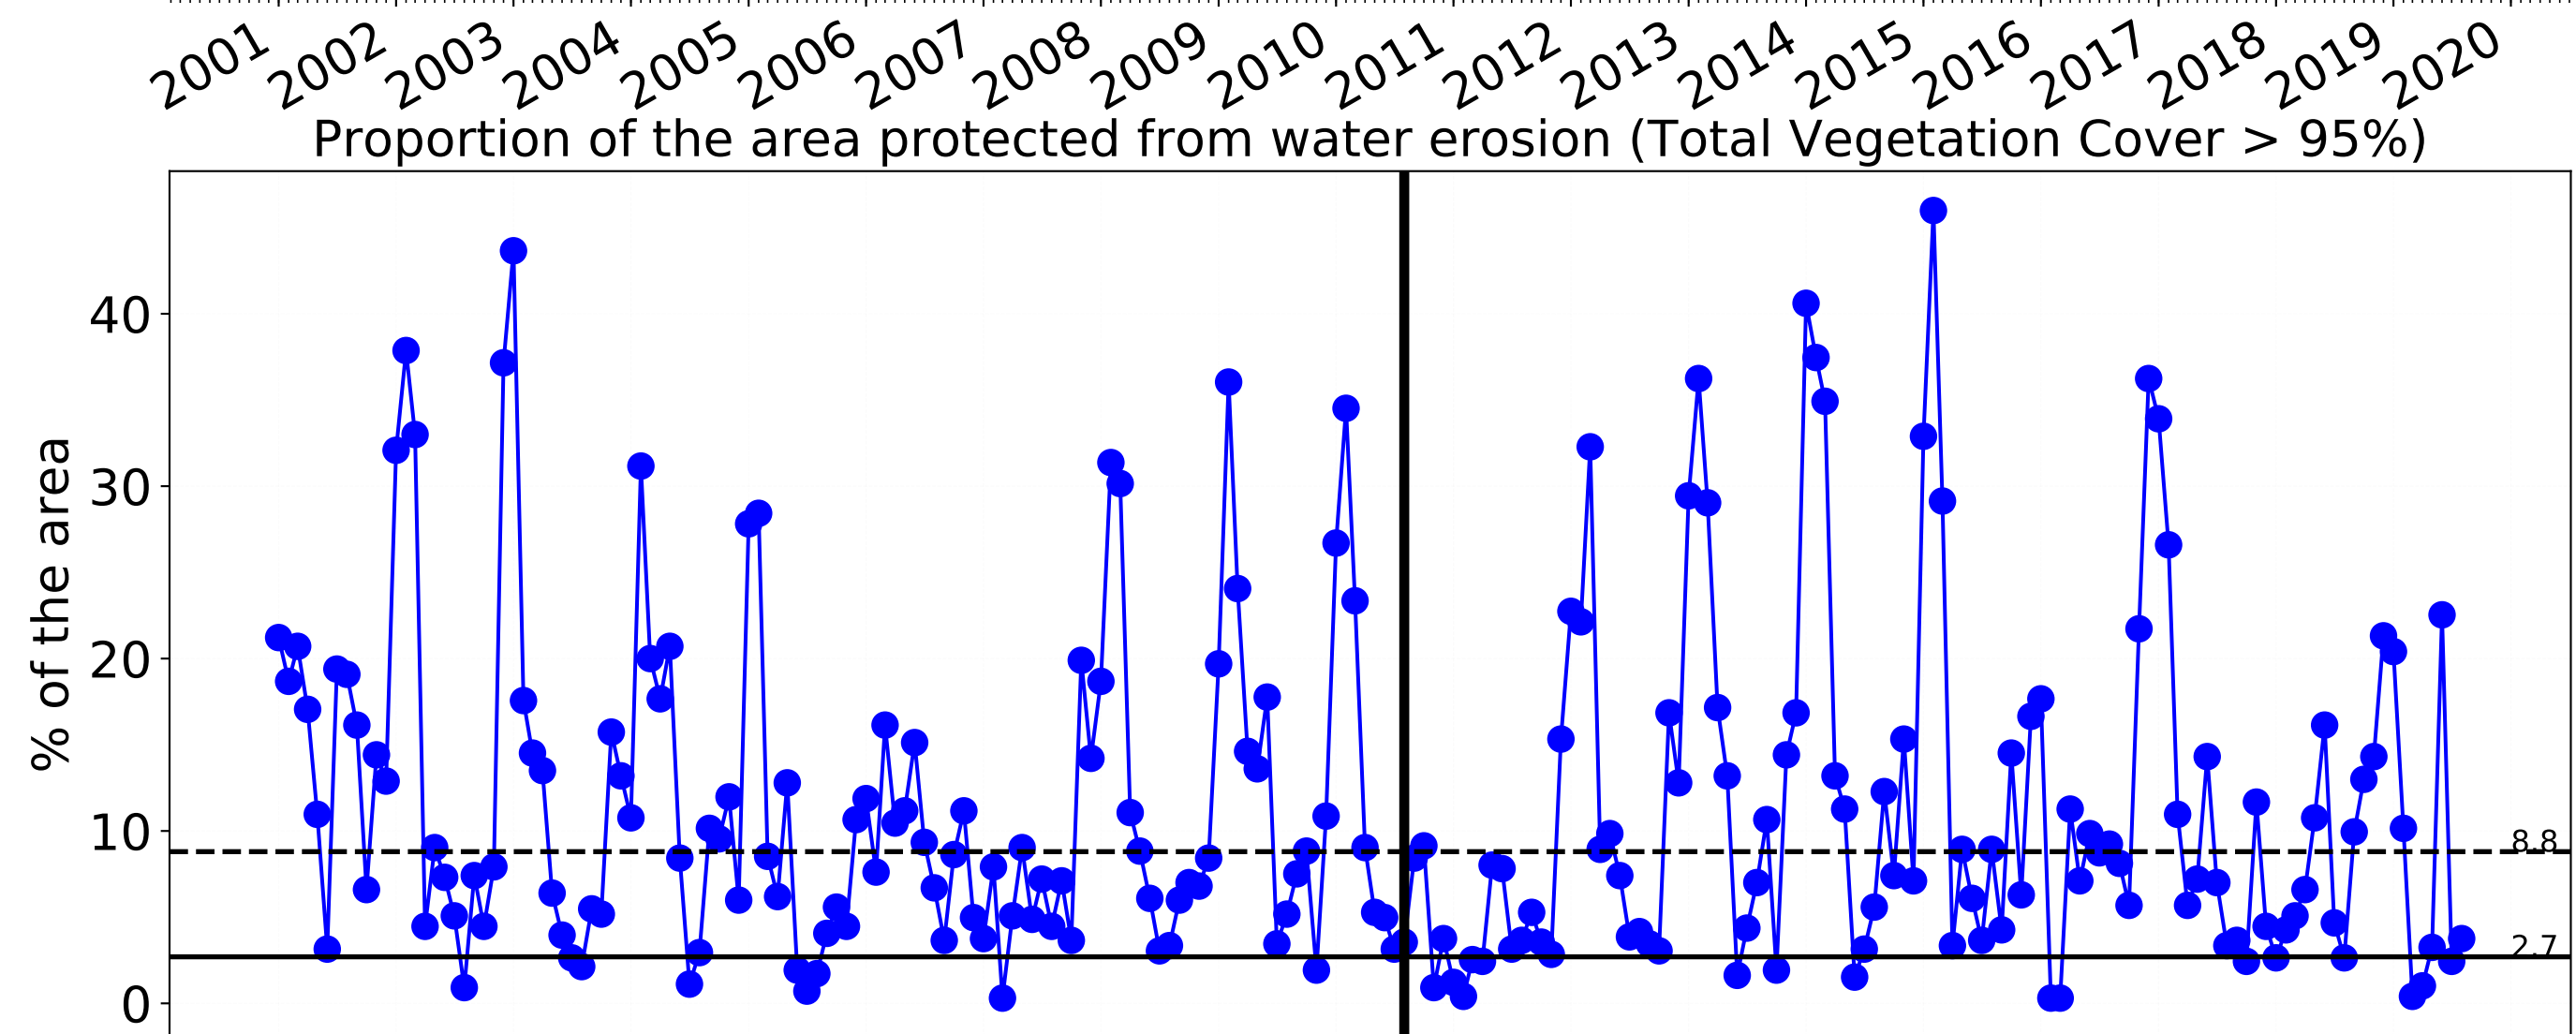 2001 2002 2003 2004 2005 2006 2007 2008 2009 2010 2011 2012 2013 2014 2015 2016 2017 2018 2019 2020
Proportion of the area protected from water erosion (Total Vegetation Cover > 95%)
% of the area
40
30
20
10
0
8.8
2.7